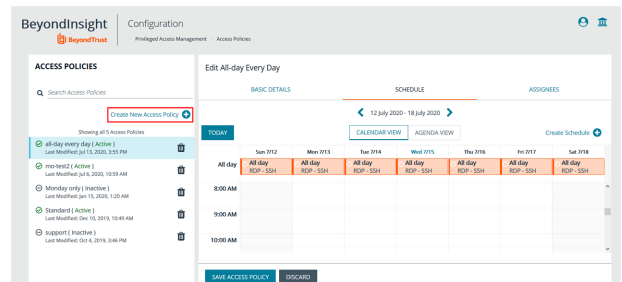 BeyondInsight
BeyondTrust
Configuration
Privileged Access Management Access Policies
ACCESS POLICIES
Search Access Policies
Create New Access Policy
Showing all 5 Access Policies
all-day every day ( Active )
Last Modified: Jul 13, 2020, 3:55 PM
mo-test2 ( Active )
Last Modified: Jul 6, 2020, 10:59 AM
Monday only ( Inactive )
Last Modified: Jan 15, 2020, 1:20 AM
Standard ( Active )
Last Modified: Dec 10, 2019, 10:49 AM
support ( Inactive )
Last Modified: Oct 4, 2019, 3:46 PM
Edit All-day Every Day
BASIC DETAILS SCHEDULE ASSIGNEES
12 July 2020 - 18 July 2020
TODAY CALENDAR VIEW AGENDA VIEW Create Schedule
Sun 7/12 Mon 7/13 Tue 7/14 Wed 7/15 Thu 7/16 Fri 7/17 Sat 7/18
All day All day All day All day All day All day All day All day
RDP - SSH RDP - SSH RDP - SSH RDP - SSH RDP - SSH RDP - SSH RDP - SSH
8:00 AM
9:00 AM
10:00 AM
SAVE ACCESS POLICY DISCARD